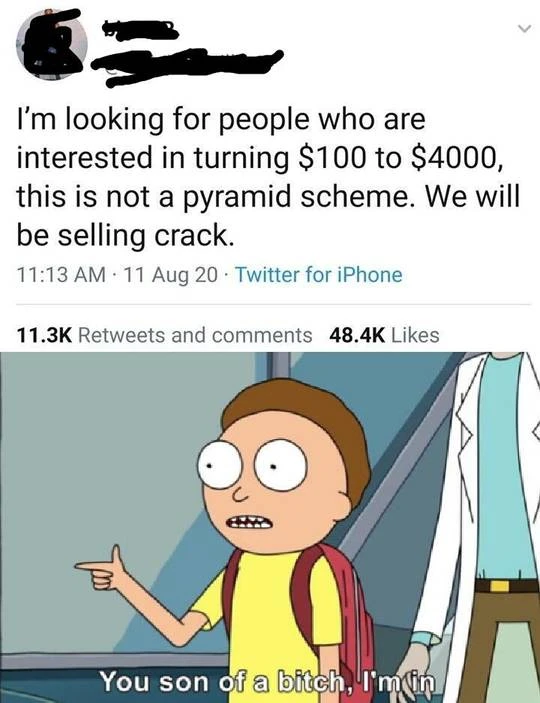 I'm looking for people who are
interested in turning $100 to $4000,
this is not a pyramid scheme. We will
be selling crack.
11:13 AM · 11 Aug 20 · Twitter for iPhone
11.3K Retweets and comments 48.4K Likes
You son of a bitch, I'm in